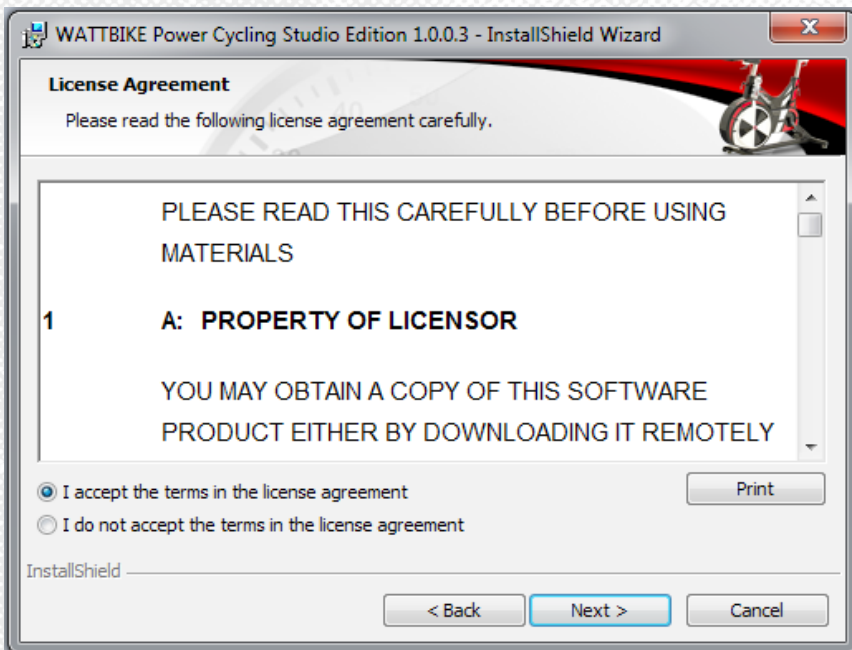 WATTBIKE Power Cycling Studio Edition 1.0.0.3 - InstallShield Wizard
License Agreement
Please read the following license agreement carefully.
PLEASE READ THIS CAREFULLY BEFORE USING
MATERIALS
1 A: PROPERTY OF LICENSOR
YOU MAY OBTAIN A COPY OF THIS SOFTWARE
PRODUCT EITHER BY DOWNLOADING IT REMOTELY
I accept the terms in the license agreement
Print
I do not accept the terms in the license agreement
InstallShield
< Back Next > Cancel